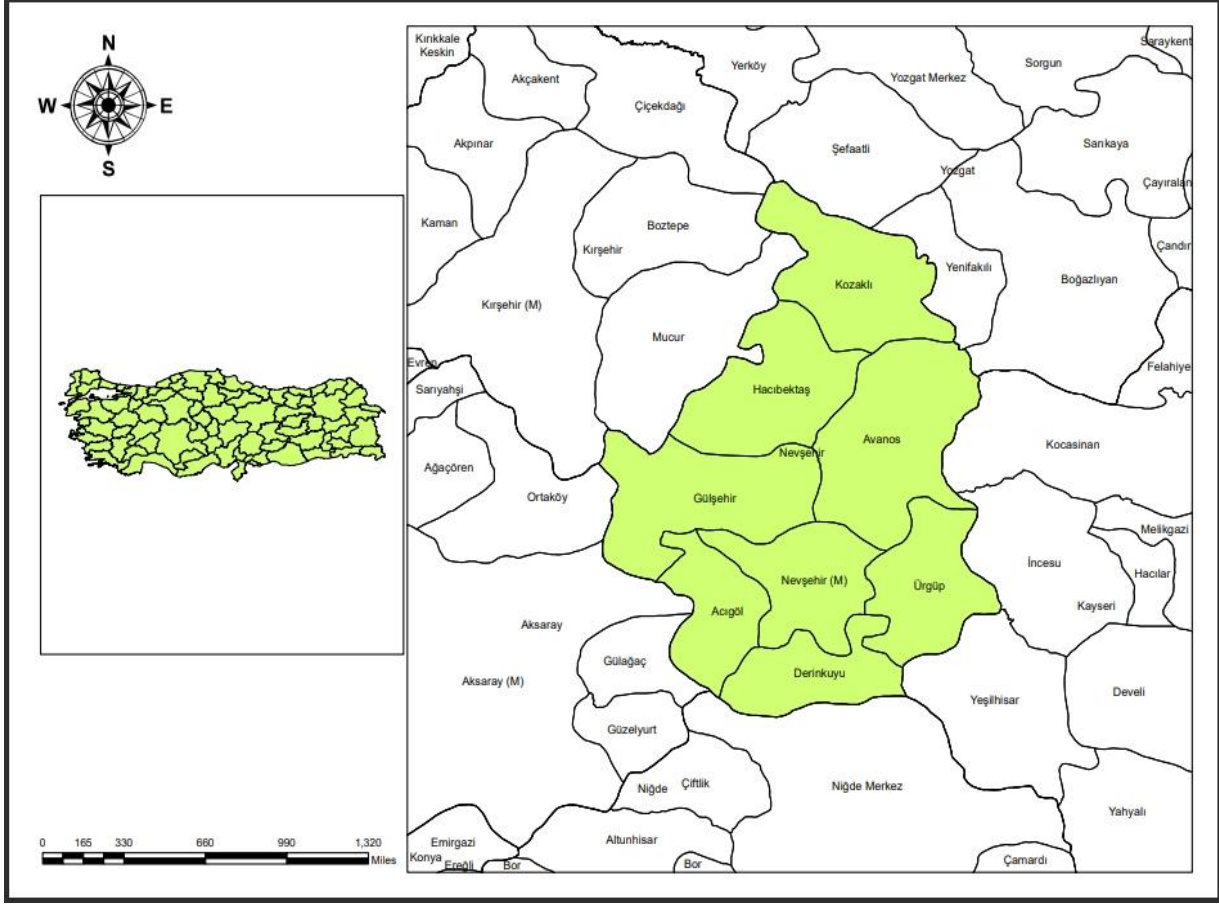 N
W
E
S
Kırıkkale
Keskin
Akçakent
Yerköy
Yozgat Merkez
Sorgun
Saraykent
Çiçekdağı
Akpınar
Şefaatli
Sarıkaya
Yozgat
Çayıralan
Kaman
Boztepe
Kırşehir
Çandır
Yenifakılı
Boğazlıyan
Kozaklı
Kırşehir (M)
Mucur
Evren
Felahiye
Sarıyahşi
Hacıbektaş
Avanos
Kocasinan
Nevşehir
Ağaçören
Ortaköy
Gülşehir
Melikgazi
İncesu
Hacılar
Nevşehir (M)
Ürgüp
Acıgöl
Kayseri
Aksaray
Gülağaç
Derinkuyu
Aksaray (M)
Yeşilhisar
Develi
Güzelyurt
Niğde
Çiftlik
Niğde Merkez
Yahyalı
0 165 330 660 990 1,320
Miles
Emirgazi
Altunhisar
Konya
Ereğli
Bor
Bor
Çamardı